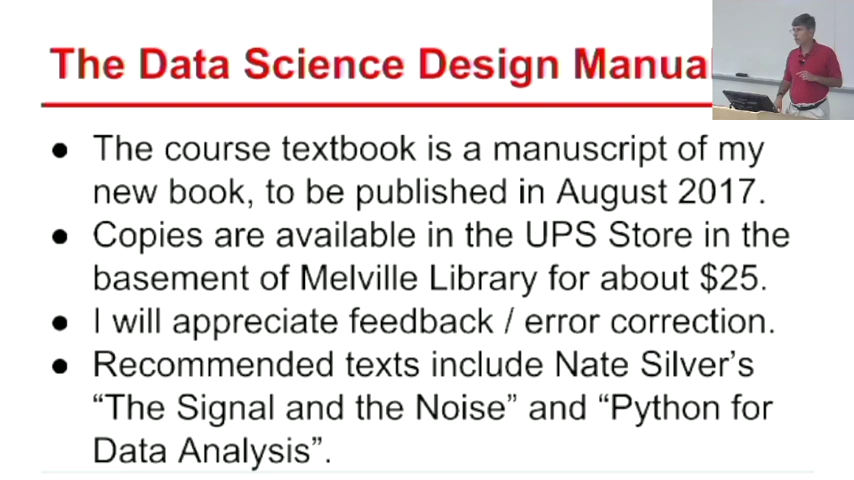 The Data Science Design Manual
● The course textbook is a manuscript of my
new book, to be published in August 2017.
● Copies are available in the UPS Store in the
basement of Melville Library for about $25.
● I will appreciate feedback / error correction.
● Recommended texts include Nate Silver’s
“The Signal and the Noise” and “Python for
Data Analysis”.